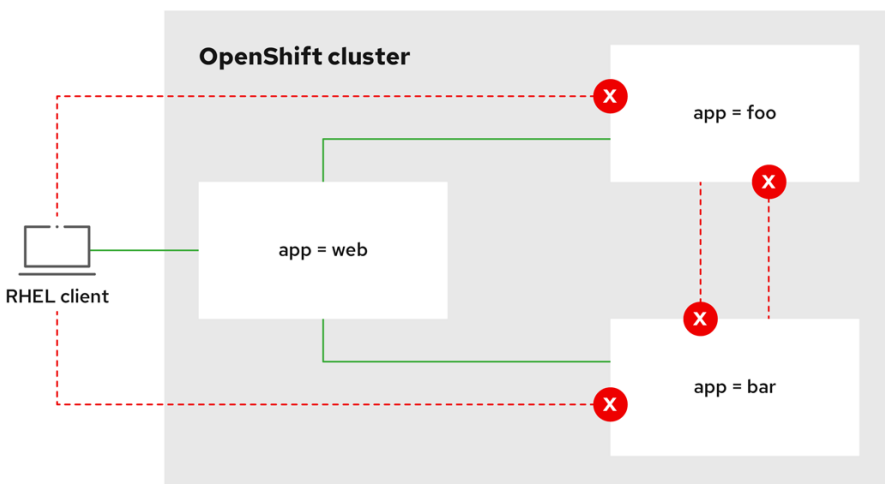 OpenShift cluster
X
app = foo
X
app = web
RHEL client
X
app = bar
X